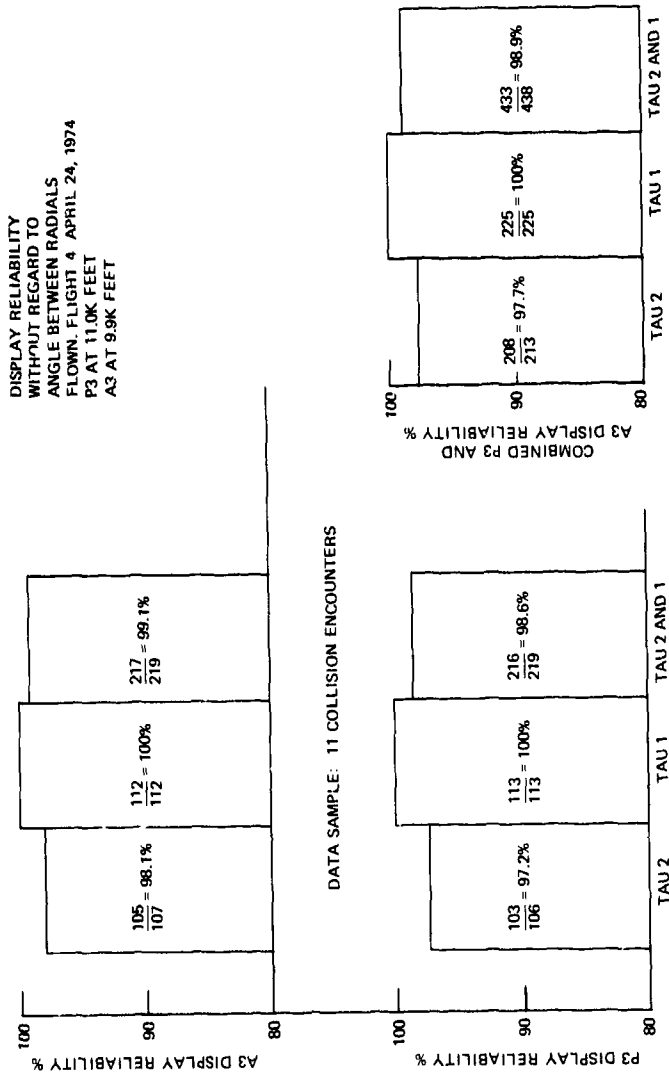 DISPLAY RELIABILITY
WITHOUT REGARD TO
ANGLE BETWEEN RADIALS
FLOWN. FLIGHT 4 APRIL 24, 1974
P3 AT 11.0K FEET
A3 AT 9.9K FEET
A3 DISPLAY RELIABILITY %
100
90
80
105/107 = 98.1%
112/112 = 100%
217/219 = 99.1%
DATA SAMPLE: 11 COLLISION ENCOUNTERS
P3 DISPLAY RELIABILITY %
100
90
80
103/106 = 97.2%
113/113 = 100%
216/219 = 98.6%
TAU 2
TAU 1
TAU 2 AND 1
COMBINED P3 AND
A3 DISPLAY RELIABILITY %
100
90
80
208/213 = 97.7%
225/225 = 100%
433/438 = 98.9%
TAU 2
TAU 1
TAU 2 AND 1